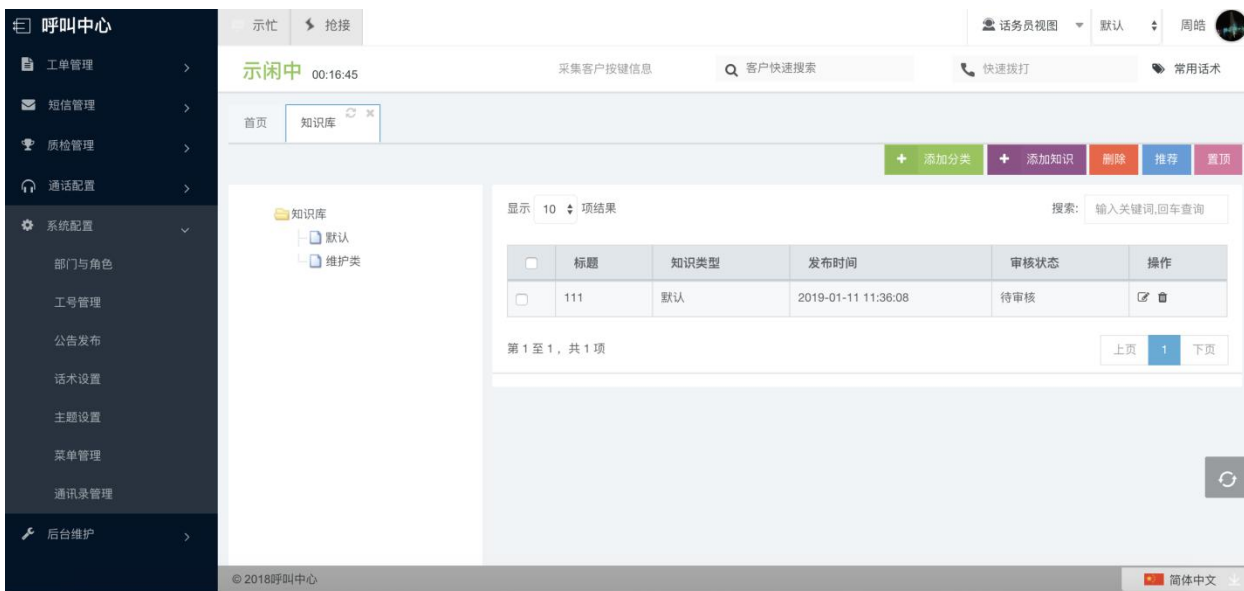 呼叫中心
示忙
抢接
话务员视图
默认
周皓
工单管理
短信管理
质检管理
通话配置
系统配置
部门与角色
工号管理
公告发布
话术设置
主题设置
菜单管理
通讯录管理
后台维护
示闲中 00:16:45
采集客户按键信息
客户快速搜索
快速拨打
常用话术
首页
知识库
+ 添加分类
+ 添加知识
删除
推荐
置顶
知识库
默认
维护类
显示 10 项结果
搜索: 输入关键词,回车查询
标题 知识类型 发布时间 审核状态 操作
111 默认 2019-01-11 11:36:08 待审核
第 1 至 1, 共 1 项
上页 1 下页
© 2018呼叫中心
简体中文